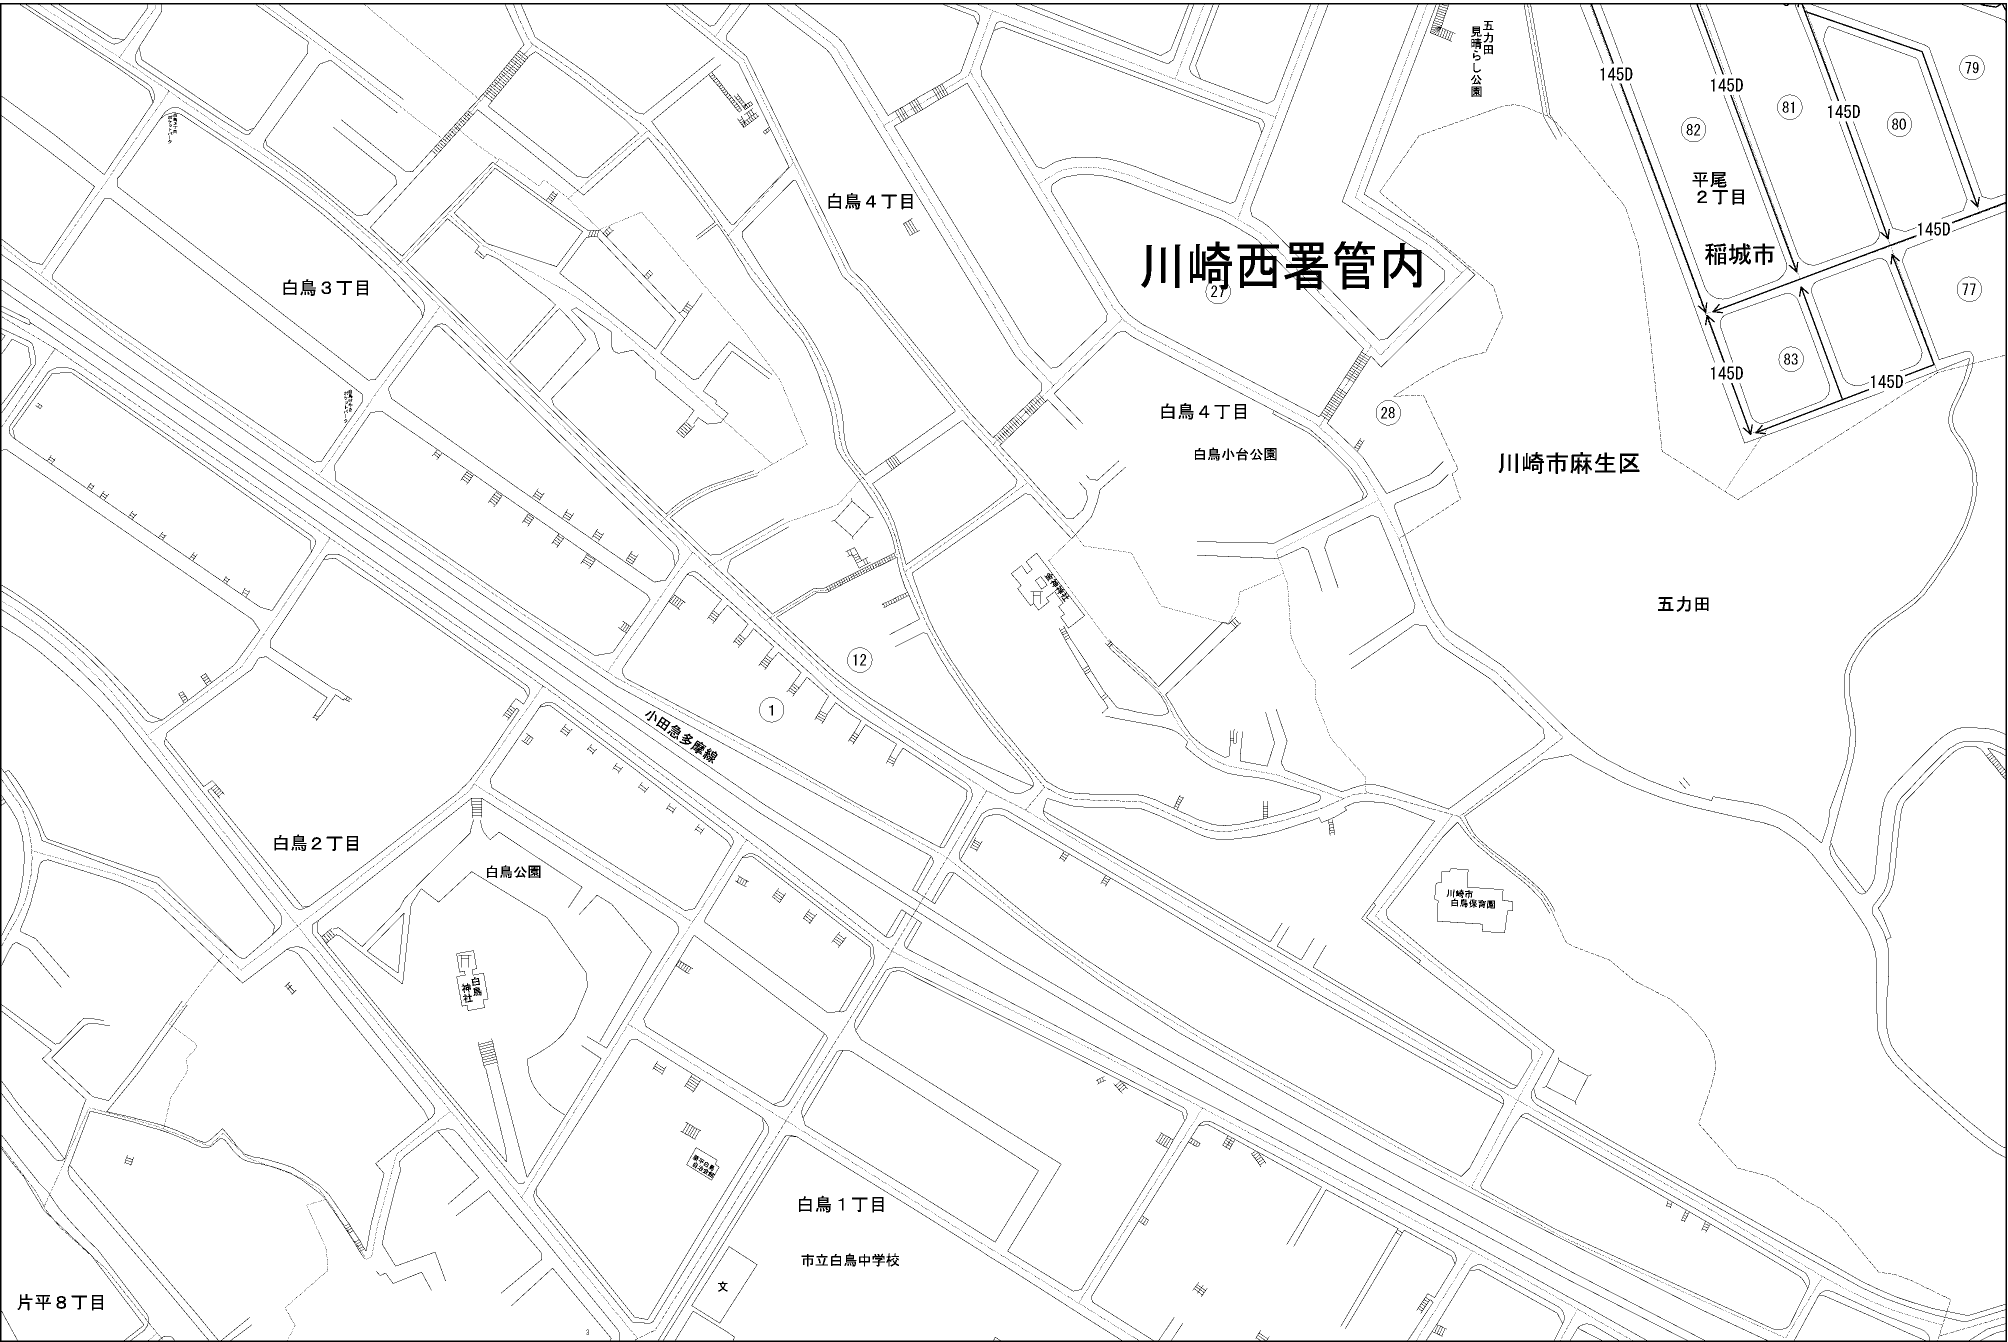 五力田
見晴らし公園
145D
145D
145D
79
81
80
82
平尾
２丁目
145D
稲城市
77
83
145D
145D
白鳥４丁目
川崎西署管内
27
白鳥３丁目
白鳥４丁目
28
白鳥小台公園
川崎市麻生区
五力田
12
1
小田急多摩線
白鳥２丁目
白鳥公園
川崎市
白鳥保育園
白鳥
神社
白鳥１丁目
市立白鳥中学校
文
片平８丁目
3